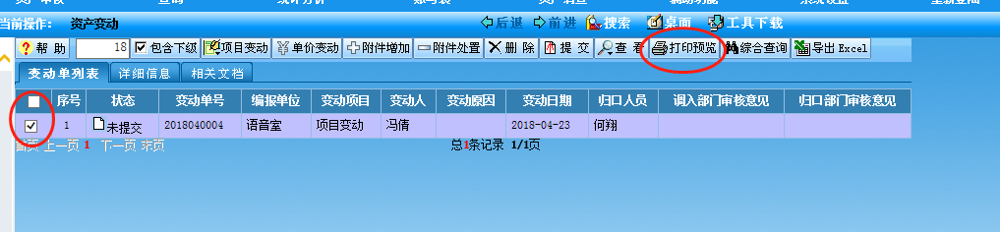 当前操作: 资产变动 后退 前进 搜索 桌面 工具下载
帮 助 18 包含下级 项目变动 单价变动 附件增加 附件处置 删 除 提 交 查 看 打印预览 综合查询 导出Excel
变动单列表 详细信息 相关文档
序号 状态 变动单号 编报单位 变动项目 变动人 变动原因 变动日期 归口人员 调入部门审核意见 归口部门审核意见
1 未提交 2018040004 语音室 项目变动 冯倩 2018-04-23 何翔
首页 上一页 1 下一页 末页 总1条记录 1/1页